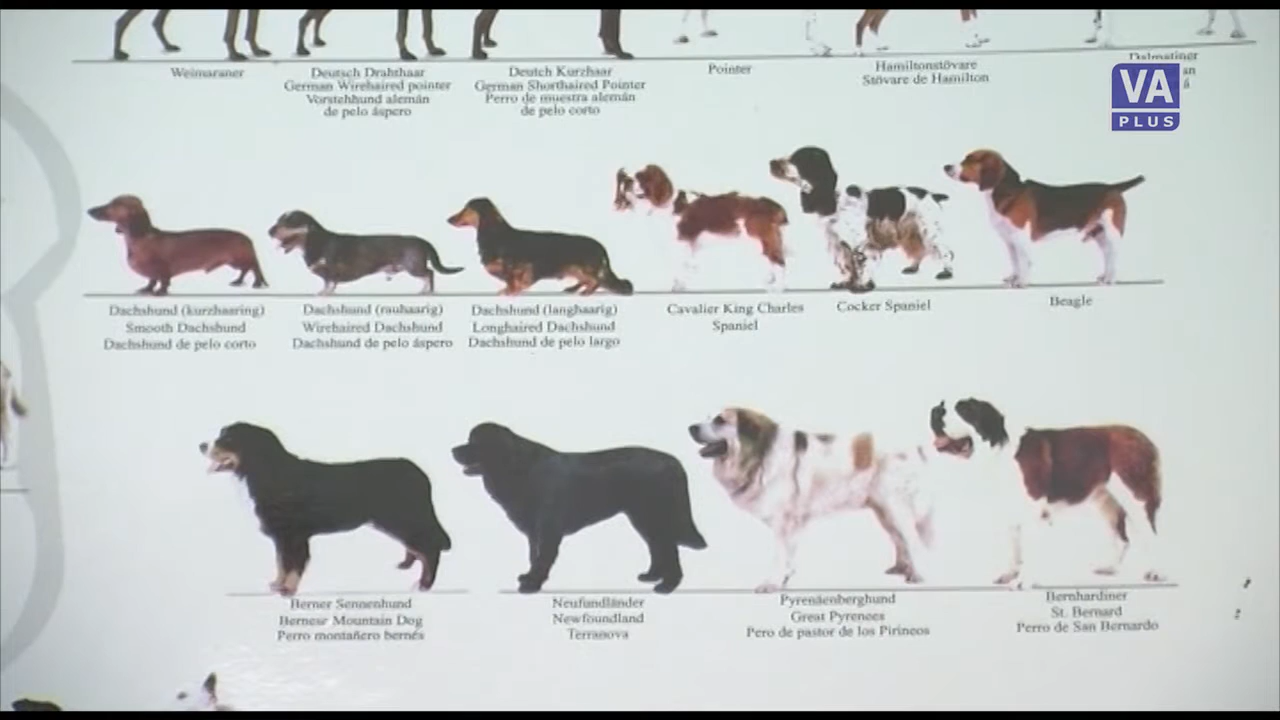 Weimaraner
Deutsch Drahthaar
German Wirehaired pointer
Vorstehhund alemán
de pelo áspero
Deutch Kurzhaar
German Shorthaired Pointer
Perro de muestra alemán
de pelo corto
Pointer
Hamiltonstövare
Stövare de Hamilton
Dalmatiner
VA
PLUS
Dachshund (kurzhaaring)
Smooth Dachshund
Dachshund de pelo corto
Dachshund (rauhaarig)
Wirehaired Dachshund
Dachshund de pelo áspero
Dachshund (langhaarig)
Longhaired Dachshund
Dachshund de pelo largo
Cavalier King Charles
Spaniel
Cocker Spaniel
Beagle
Berner Sennenhund
Bernese Mountain Dog
Perro montañero bernés
Neufundländer
Newfoundland
Terranova
Pyrenäenberghund
Great Pyrenees
Pero de pastor de los Pirineos
Bernhardiner
St. Bernard
Perro de San Bernardo